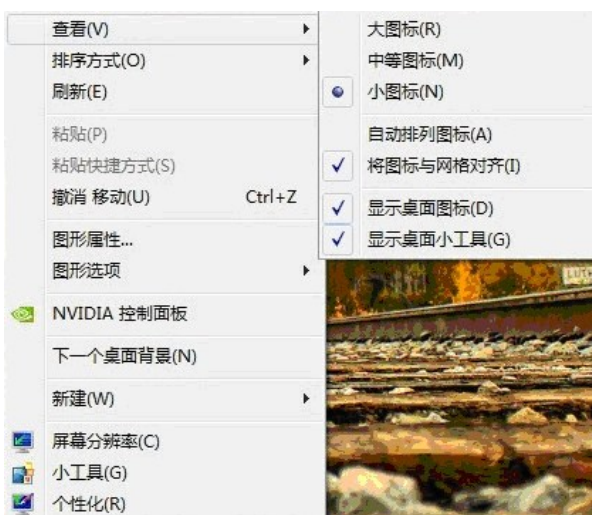 查看(V)
排序方式(O)
刷新(E)
粘贴(P)
粘贴快捷方式(S)
撤消 移动(U) Ctrl+Z
图形属性...
图形选项
NVIDIA 控制面板
下一个桌面背景(N)
新建(W)
屏幕分辨率(C)
小工具(G)
个性化(R)
大图标(R)
中等图标(M)
小图标(N)
自动排列图标(A)
将图标与网格对齐(I)
显示桌面图标(D)
显示桌面小工具(G)